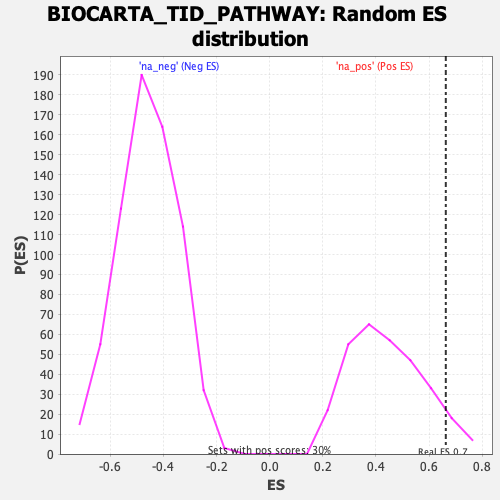 BIOCARTA_TID_PATHWAY: Random ES
distribution
'na_neg' (Neg ES)
'na_pos' (Pos ES)
190
180
170
160
150
140
130
120
110
100
90
80
70
60
50
40
30
20
10
0
P(ES)
Sets with pos scores: 30%
Real ES 0.7
-0.6 -0.4 -0.2 0.0 0.2 0.4 0.6 0.8
ES